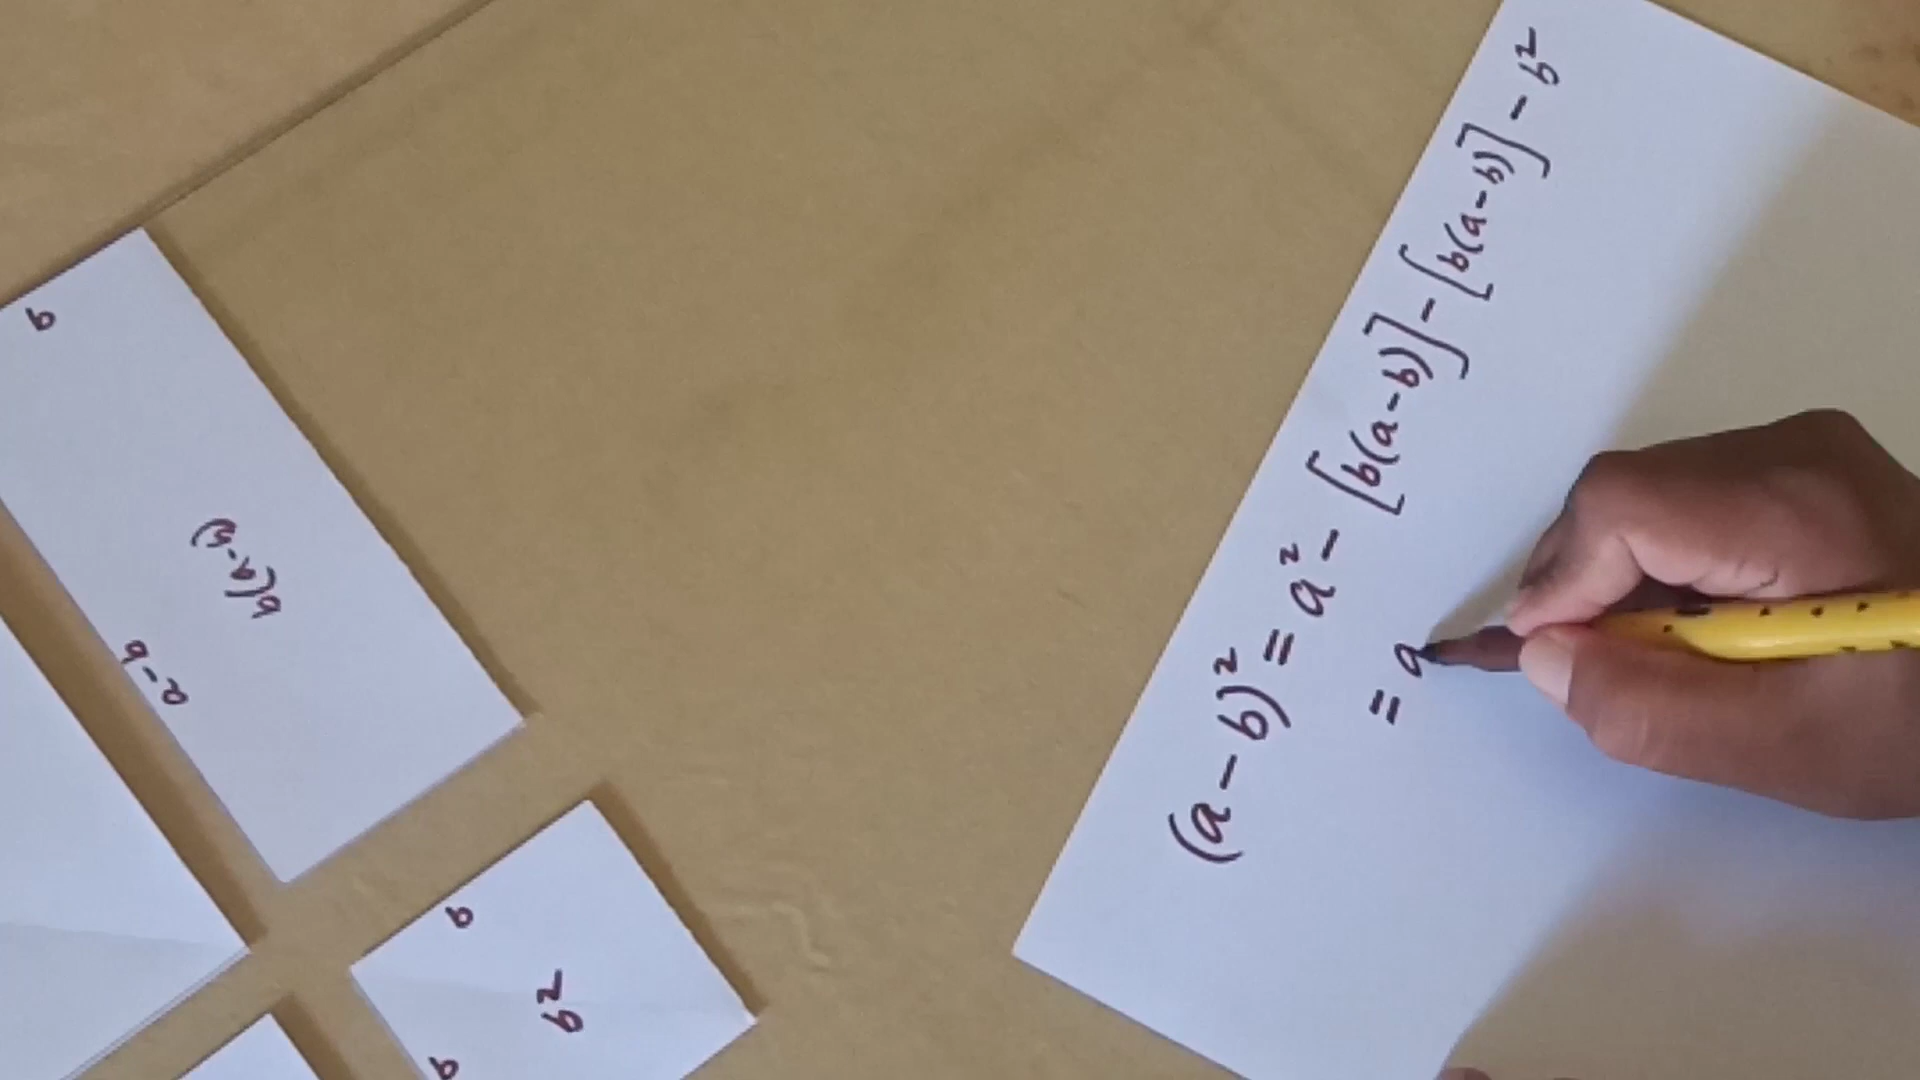 (a-b)² = a² - [b(a-b)] - [b(a-b)] - b²
= a
b
b(a-b)
a-b
b
b²
b